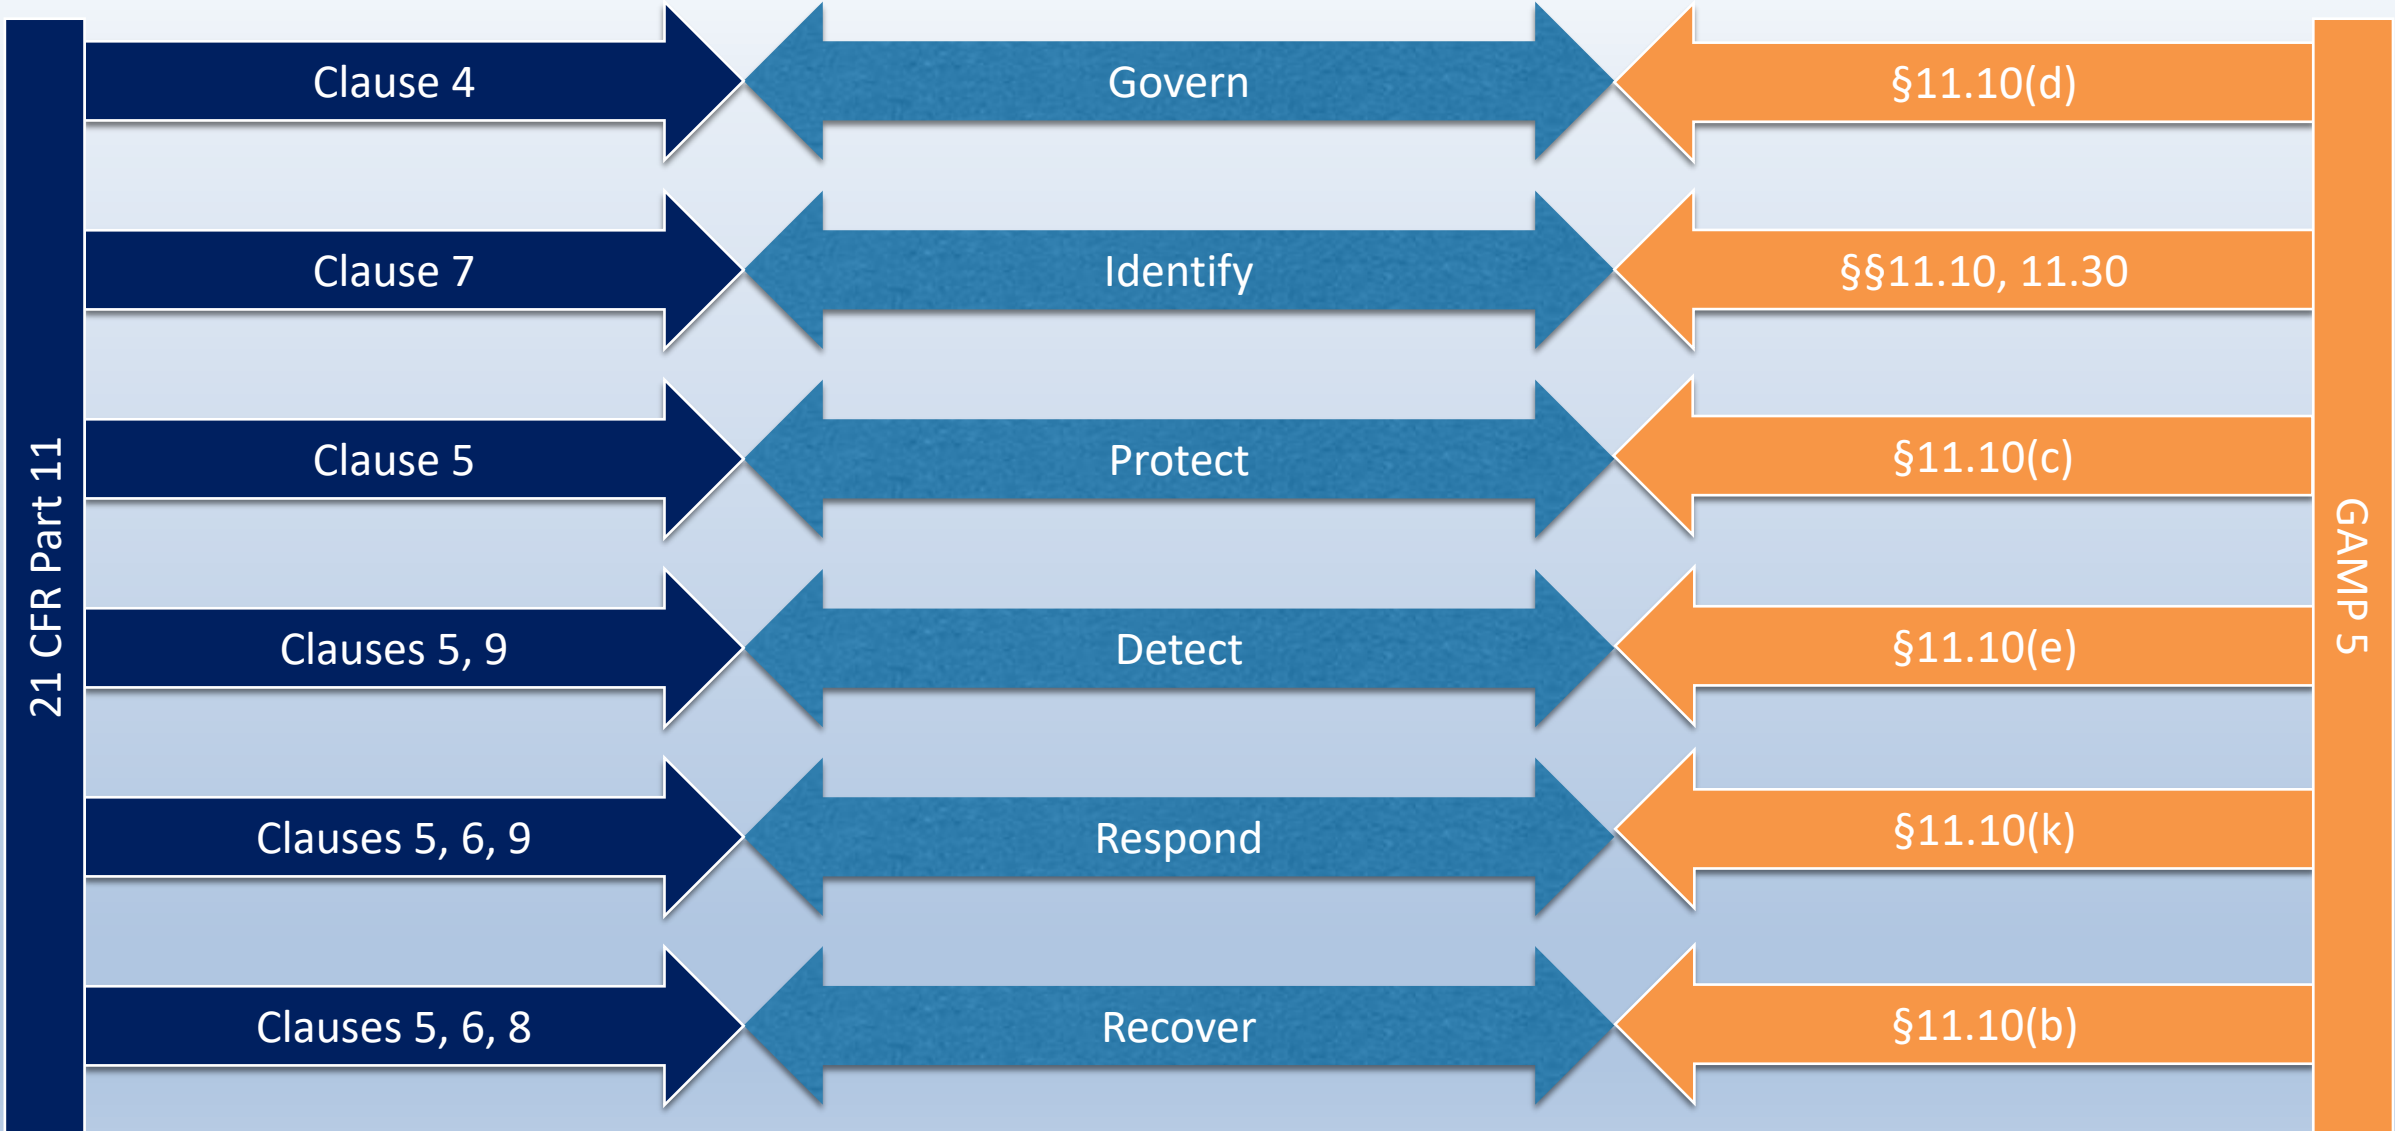 21 CFR Part 11
Clause 4
Govern
§11.10(d)
Clause 7
Identify
§§11.10, 11.30
Clause 5
Protect
§11.10(c)
Clauses 5, 9
Detect
§11.10(e)
Clauses 5, 6, 9
Respond
§11.10(k)
Clauses 5, 6, 8
Recover
§11.10(b)
GAMP 5